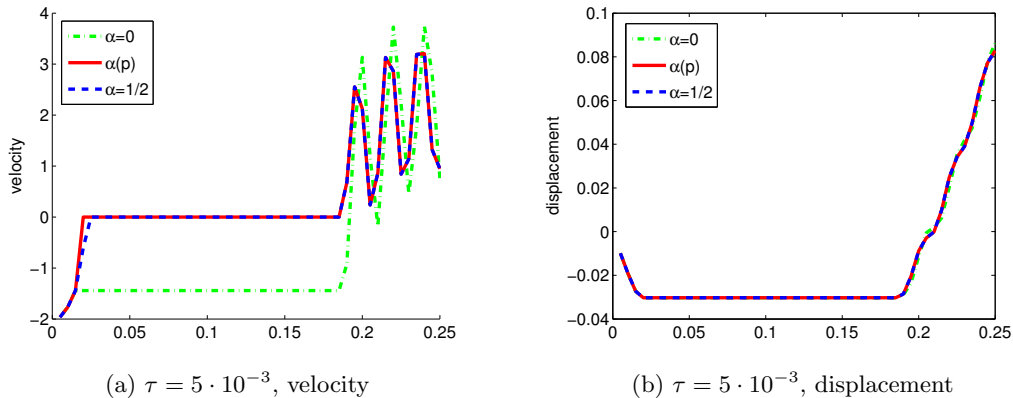 4
3
2
1
0
−1
−2
velocity
α=0
α(p)
α=1/2
0 0.05 0.1 0.15 0.2 0.25
(a) τ = 5 · 10⁻³, velocity
0.1
0.08
0.06
0.04
0.02
0
−0.02
−0.04
displacement
α=0
α(p)
α=1/2
0 0.05 0.1 0.15 0.2 0.25
(b) τ = 5 · 10⁻³, displacement